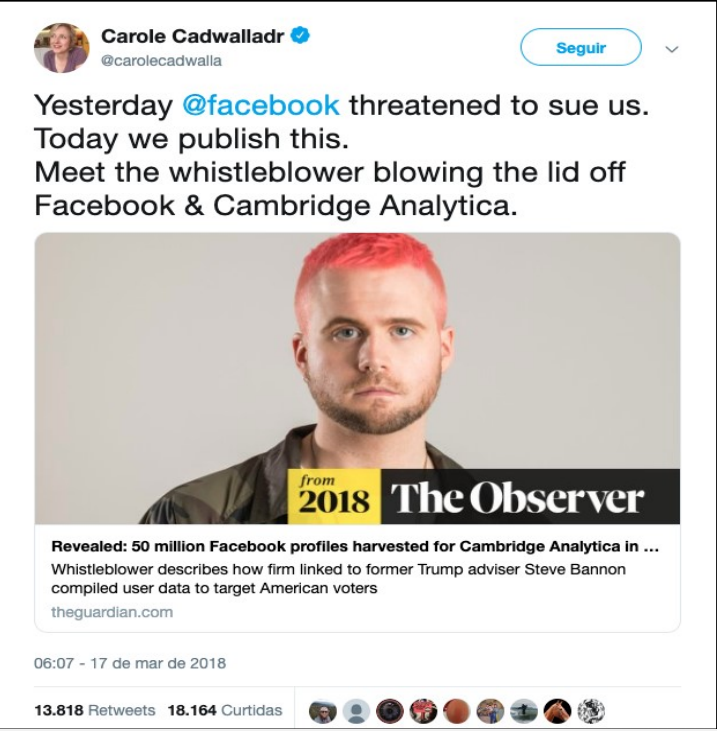 Carole Cadwalladr
@carolecadwalla
Seguir
Yesterday @facebook threatened to sue us.
Today we publish this.
Meet the whistleblower blowing the lid off
Facebook & Cambridge Analytica.
from
2018 The Observer
Revealed: 50 million Facebook profiles harvested for Cambridge Analytica in ...
Whistleblower describes how firm linked to former Trump adviser Steve Bannon
compiled user data to target American voters
theguardian.com
06:07 - 17 de mar de 2018
13.818 Retweets 18.164 Curtidas